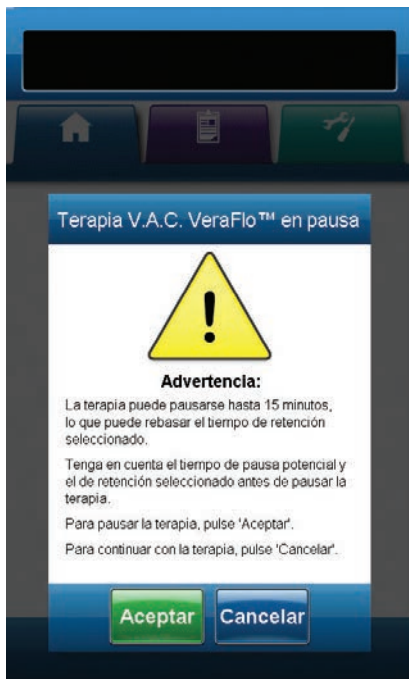 Terapia V.A.C. VeraFlo™ en pausa
Advertencia:
La terapia puede pausarse hasta 15 minutos,
lo que puede rebasar el tiempo de retención
seleccionado.
Tenga en cuenta el tiempo de pausa potencial y
el de retención seleccionado antes de pausar la
terapia.
Para pausar la terapia, pulse 'Aceptar'.
Para continuar con la terapia, pulse 'Cancelar'.
Aceptar Cancelar